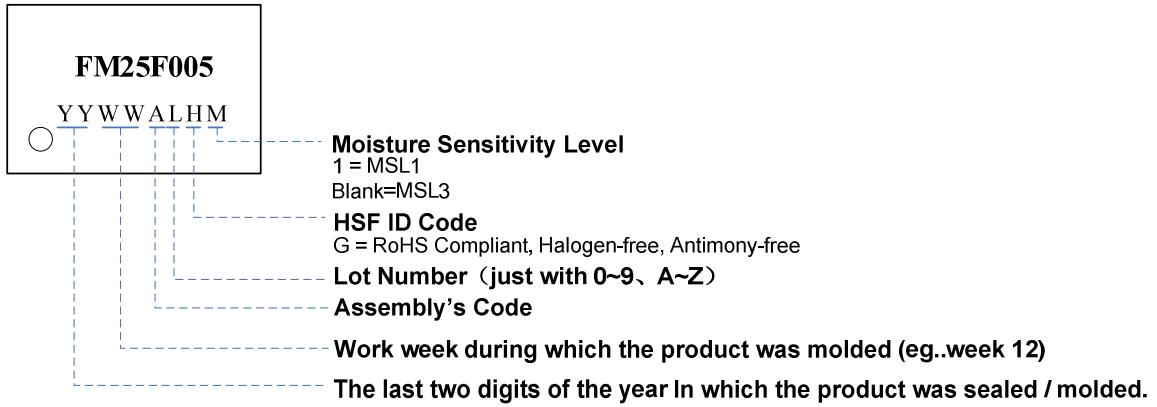 FM25F005
YYWWALHM
Moisture Sensitivity Level
1 = MSL1
Blank=MSL3
HSF ID Code
G = RoHS Compliant, Halogen-free, Antimony-free
Lot Number（just with 0~9、A~Z）
Assembly’s Code
Work week during which the product was molded (eg..week 12)
The last two digits of the year In which the product was sealed / molded.